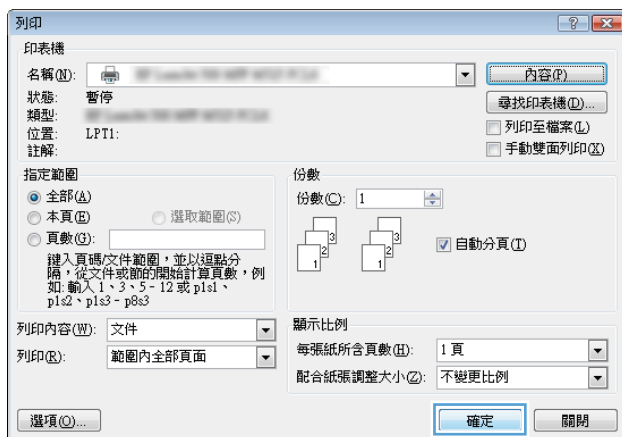 列印
印表機
名稱(N):
內容(P)
狀態: 暫停
尋找印表機(D)...
類型:
位置: LPT1:
列印至檔案(L)
註解:
手動雙面列印(X)
指定範圍
全部(A)
本頁(E) 選取範圍(S)
頁數(G):
鍵入頁碼/文件範圍，並以逗點分
隔，從文件或節的開始計算頁數，例
如: 輸入 1、3、5 - 12 或 p1s1、
p1s2、p1s3 - p8s3
份數
份數(C): 1
1 2 3 1 2 3
自動分頁(T)
列印內容(W): 文件
列印(R): 範圍內全部頁面
顯示比例
每張紙所含頁數(H): 1 頁
配合紙張調整大小(Z): 不變更比例
選項(O)...
確定
關閉